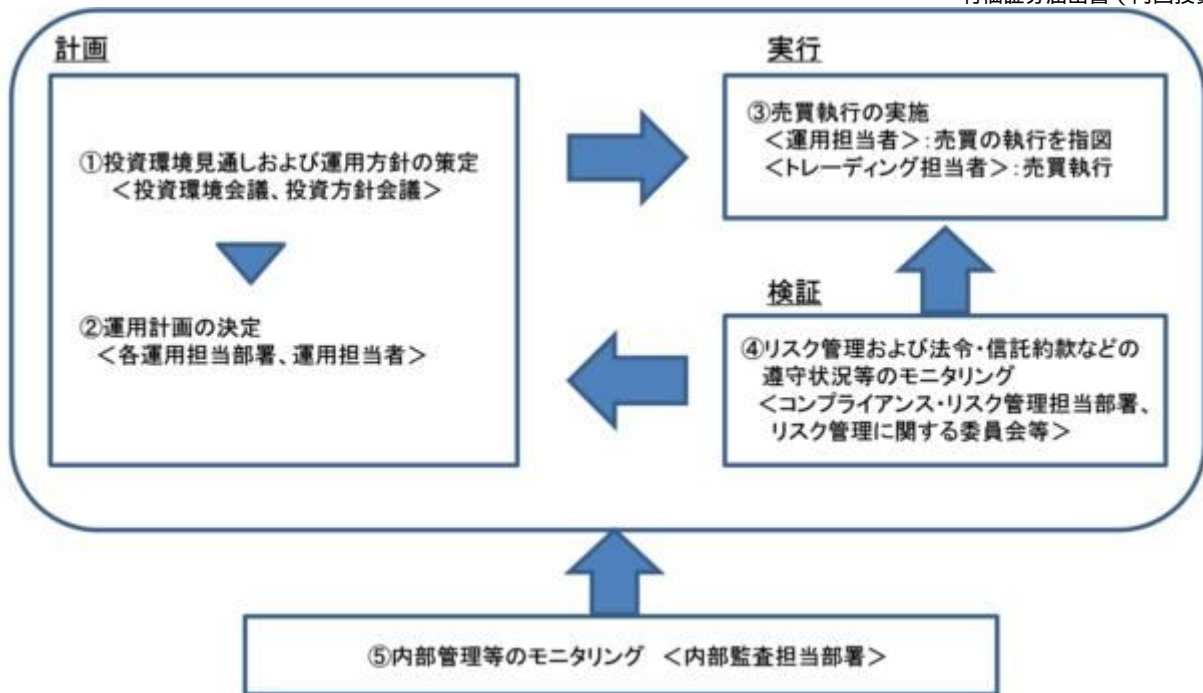 計画
①投資環境見通しおよび運用方針の策定
＜投資環境会議、投資方針会議＞
②運用計画の決定
＜各運用担当部署、運用担当者＞
実行
③売買執行の実施
＜運用担当者＞：売買の執行を指図
＜トレーディング担当者＞：売買執行
検証
④リスク管理および法令・信託約款などの
遵守状況等のモニタリング
＜コンプライアンス・リスク管理担当部署、
リスク管理に関する委員会等＞
⑤内部管理等のモニタリング ＜内部監査担当部署＞